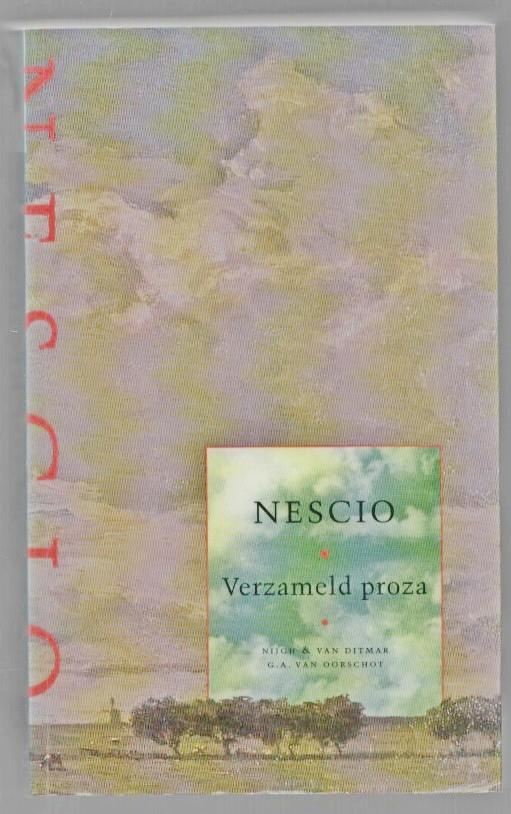 NESCIO
NESCIO
Verzameld proza
NIJGH & VAN DITMAR
G.A. VAN OORSCHOT